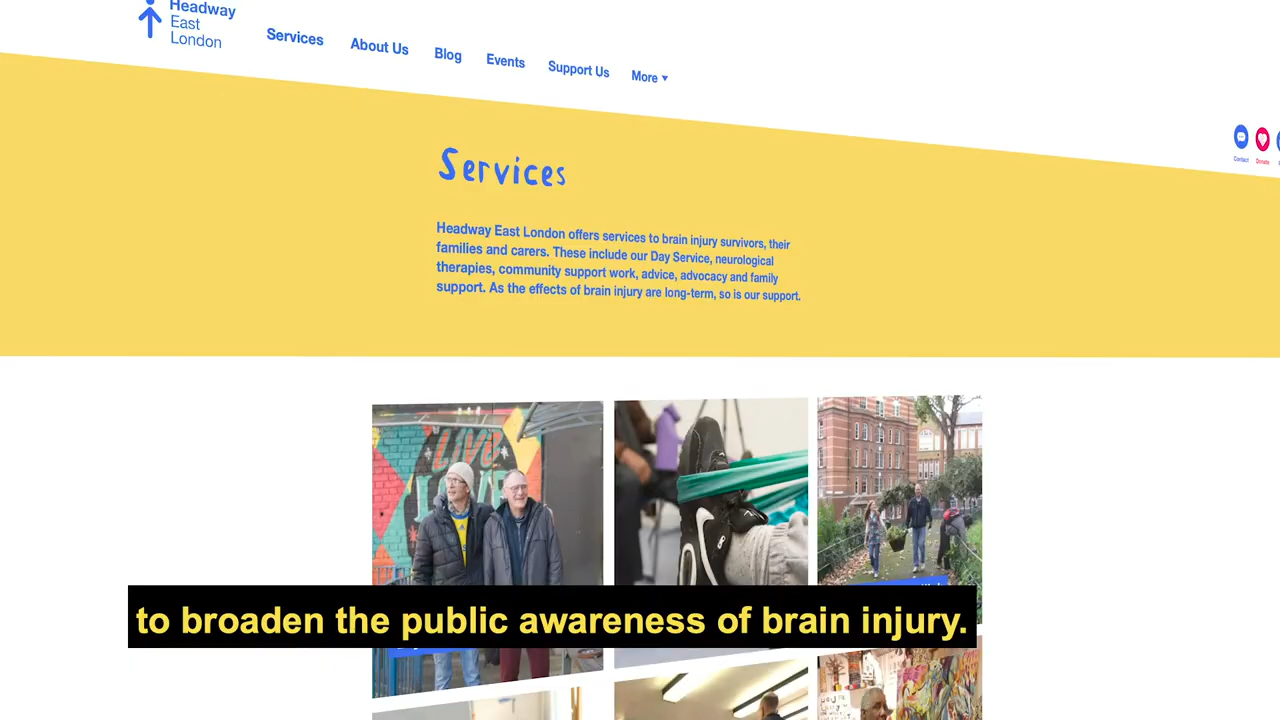 Headway
East
London
Services
About Us
Blog
Events
Support Us
More ▾
Contact
Donate
Services
Headway East London offers services to brain injury survivors, their
families and carers. These include our Day Service, neurological
therapies, community support work, advice, advocacy and family
support. As the effects of brain injury are long-term, so is our support.
LIVE
LOVE
to broaden the public awareness of brain injury.